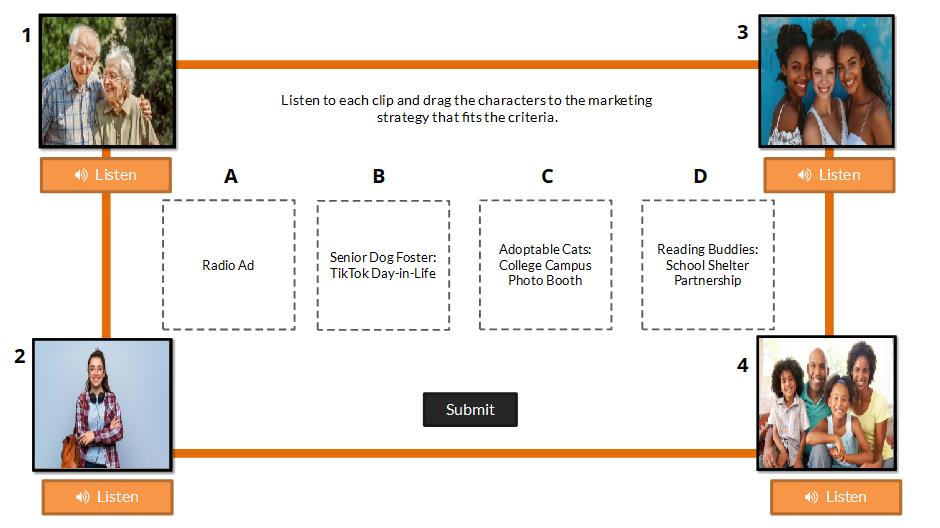 1
3
Listen to each clip and drag the characters to the marketing
strategy that fits the criteria.
Listen
Listen
A
B
C
D
Radio Ad
Senior Dog Foster:
TikTok Day-in-Life
Adoptable Cats:
College Campus
Photo Booth
Reading Buddies:
School Shelter
Partnership
2
4
Submit
Listen
Listen